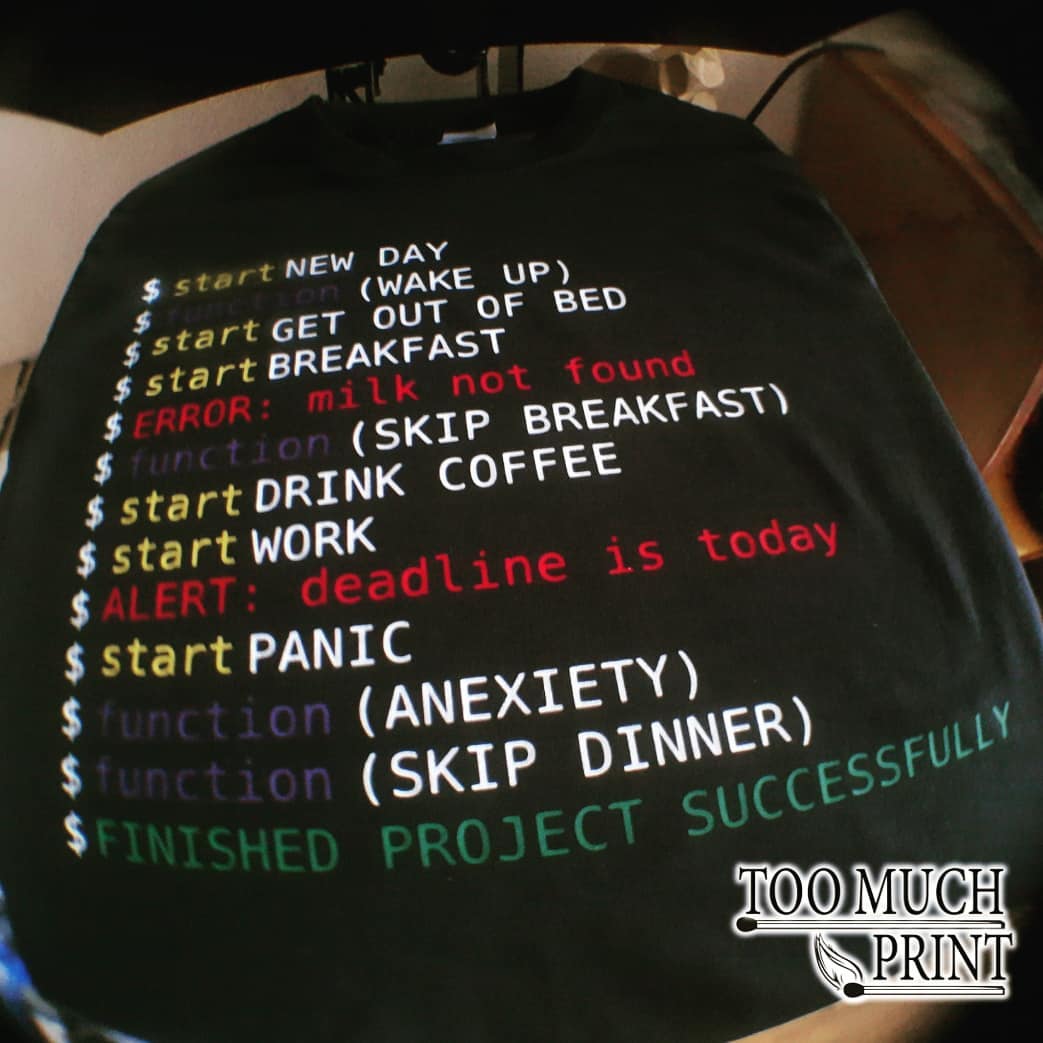 $ start NEW DAY
$ function (WAKE UP)
$ start GET OUT OF BED
$ start BREAKFAST
$ ERROR: milk not found
$ function (SKIP BREAKFAST)
$ start DRINK COFFEE
$ start WORK
$ ALERT: deadline is today
$ start PANIC
$ function (ANEXIETY)
$ function (SKIP DINNER)
$ FINISHED PROJECT SUCCESSFULLY
TOO MUCH
PRINT